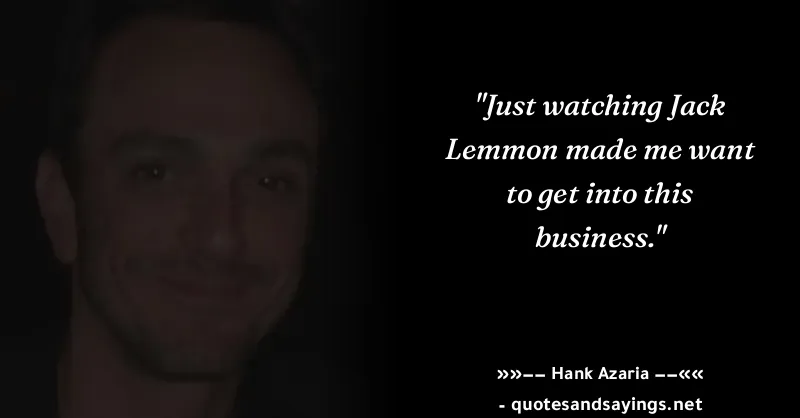 "Just watching Jack
Lemmon made me want
to get into this
business."
»»−− Hank Azaria −−««
- quotesandsayings.net